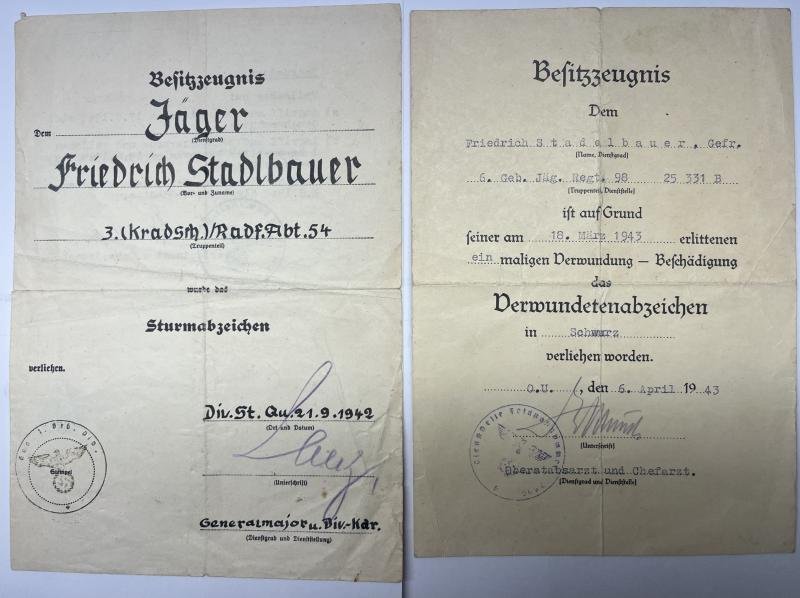 Besitzzeugnis
Dem Jäger
(Dienstgrad)
Friedrich Stadlbauer
(Vor- und Zuname)
3.(Kradsch)/Radf.Abt.54
(Truppenteil)
wurde das
Sturmabzeichen
verliehen.
Div.St.Qu. 21.9.1942
(Ort und Datum)
Stempel
(Unterschrift)
Generalmajor u. Div.-Kdr.
(Dienstgrad und Dienststellung)
Besitzzeugnis
Dem
Friedrich Stadelbauer, Gefr.
(Name, Dienstgrad)
6. Geb. Jäg. Regt. 98 25 331 B
(Truppenteil, Dienststelle)
ist auf Grund
seiner am 18. März 1943 erlittenen
ein maligen Verwundung – Beschädigung
das
Verwundetenabzeichen
in Schwarz
verliehen worden.
O.U. , den 6. April 1943
(Unterschrift)
Oberstabsarzt und Chefarzt.
(Dienstgrad und Dienststelle)